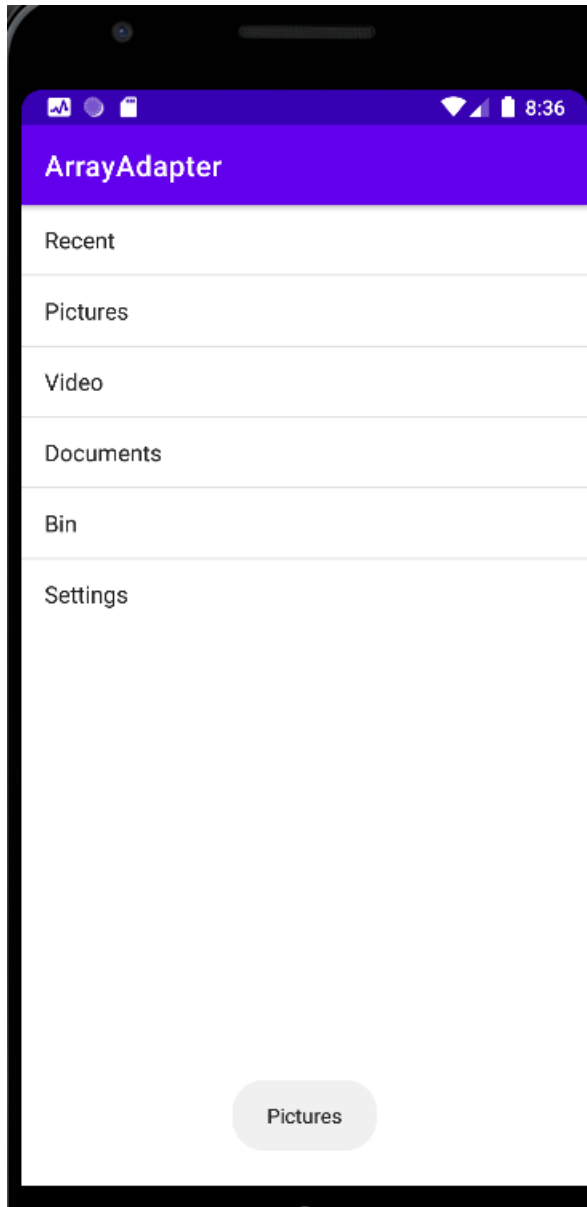 8:36
ArrayAdapter
Recent
Pictures
Video
Documents
Bin
Settings
Pictures